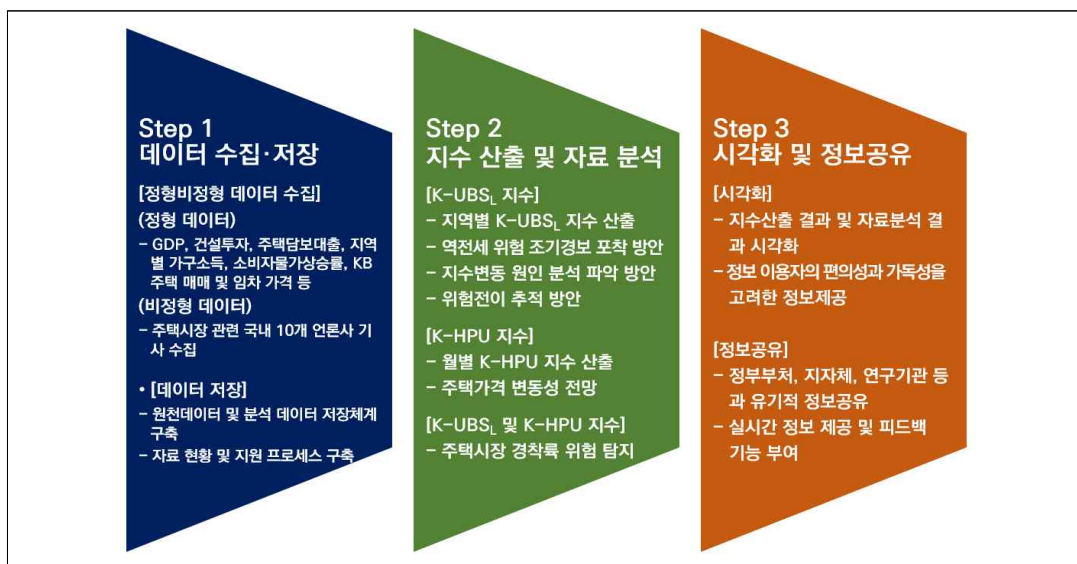 Step 1
데이터 수집·저장
[정형비정형 데이터 수집]
(정형 데이터)
- GDP, 건설투자, 주택담보대출, 지역
별 가구소득, 소비자물가상승률, KB
주택 매매 및 임차 가격 등
(비정형 데이터)
- 주택시장 관련 국내 10개 언론사 기
사 수집
• [데이터 저장]
- 원천데이터 및 분석 데이터 저장체계
구축
- 자료 현황 및 지원 프로세스 구축
Step 2
지수 산출 및 자료 분석
[K-UBSL 지수]
- 지역별 K-UBSL 지수 산출
- 역전세 위험 조기경보 포착 방안
- 지수변동 원인 분석 파악 방안
- 위험전이 추적 방안
[K-HPU 지수]
- 월별 K-HPU 지수 산출
- 주택가격 변동성 전망
[K-UBSL 및 K-HPU 지수]
- 주택시장 경착륙 위험 탐지
Step 3
시각화 및 정보공유
[시각화]
- 지수산출 결과 및 자료분석 결
과 시각화
- 정보 이용자의 편의성과 가독성을
고려한 정보제공
[정보공유]
- 정부부처, 지자체, 연구기관 등
과 유기적 정보공유
- 실시간 정보 제공 및 피드백
기능 부여